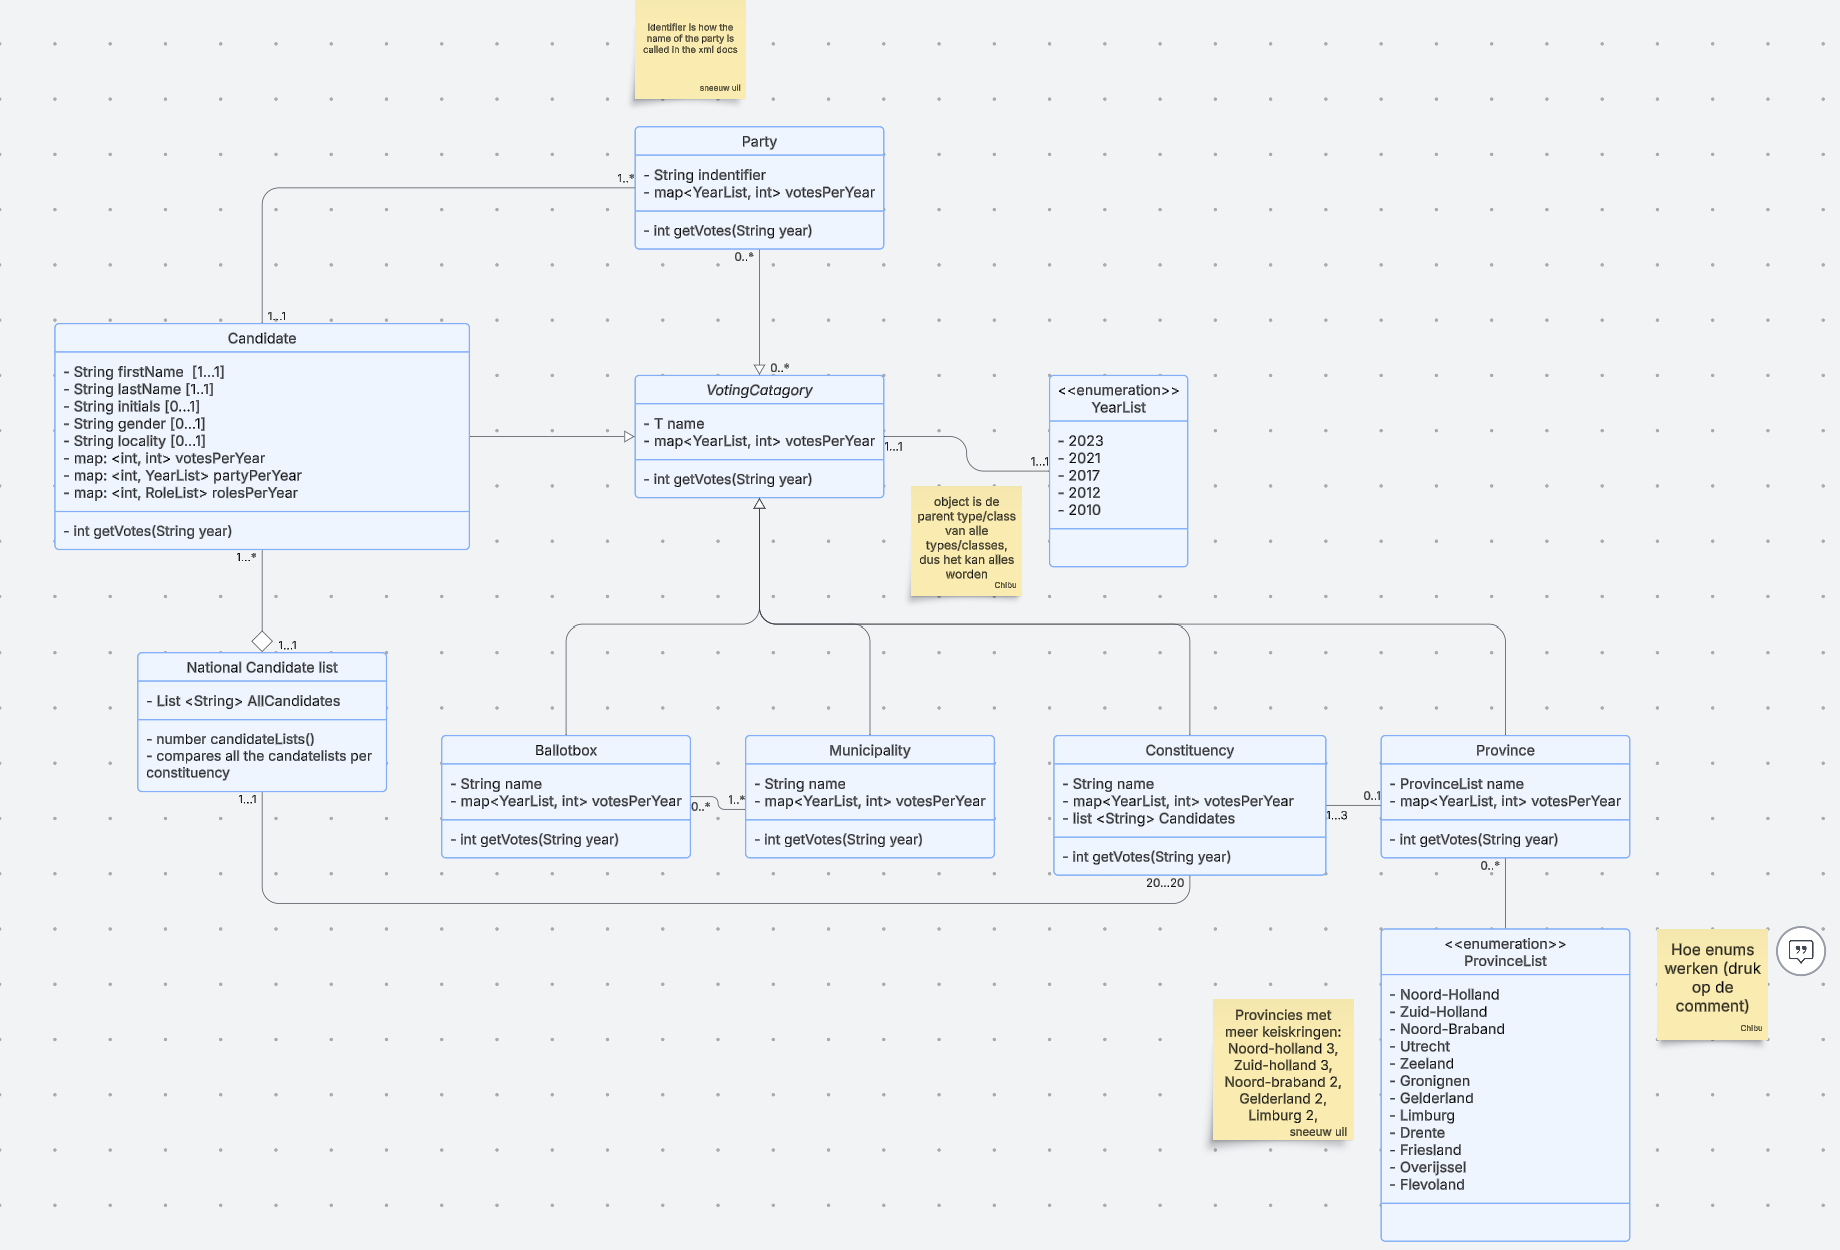 Identifier is how the
name of the party is
called in the xml docs
sneeuw uil
Party
- String indentifier
- map<YearList, int> votesPerYear
- int getVotes(String year)
1..*
0..*
1...1
Candidate
- String firstName [1...1]
- String lastName [1..1]
- String initials [0...1]
- String gender [0...1]
- String locality [0...1]
- map: <int, int> votesPerYear
- map: <int, YearList> partyPerYear
- map: <int, RoleList> rolesPerYear
- int getVotes(String year)
1...*
0..*
VotingCatagory
- T name
- map<YearList, int> votesPerYear
- int getVotes(String year)
1...1
1...1
<<enumeration>>
YearList
- 2023
- 2021
- 2017
- 2012
- 2010
object is de
parent type/class
van alle
types/classes,
dus het kan alles
worden
Chibu
1...1
National Candidate list
- List <String> AllCandidates
- number candidateLists()
- compares all the candatelists per
constituency
1...1
Ballotbox
- String name
- map<YearList, int> votesPerYear
- int getVotes(String year)
0..*
1..*
Municipality
- String name
- map<YearList, int> votesPerYear
- int getVotes(String year)
Constituency
- String name
- map<YearList, int> votesPerYear
- list <String> Candidates
- int getVotes(String year)
20...20
1...3
0..1
Province
- ProvinceList name
- map<YearList, int> votesPerYear
- int getVotes(String year)
0..*
<<enumeration>>
ProvinceList
- Noord-Holland
- Zuid-Holland
- Noord-Braband
- Utrecht
- Zeeland
- Gronignen
- Gelderland
- Limburg
- Drente
- Friesland
- Overijssel
- Flevoland
Provincies met
meer keiskringen:
Noord-holland 3,
Zuid-holland 3,
Noord-braband 2,
Gelderland 2,
Limburg 2,
sneeuw uil
Hoe enums
werken (druk
op de
comment)
Chibu